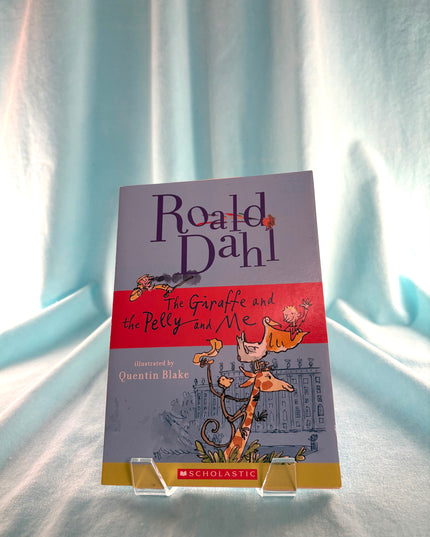 Roald
Dahl
The Giraffe and
the Pelly and Me
illustrated by
Quentin Blake
SCHOLASTIC